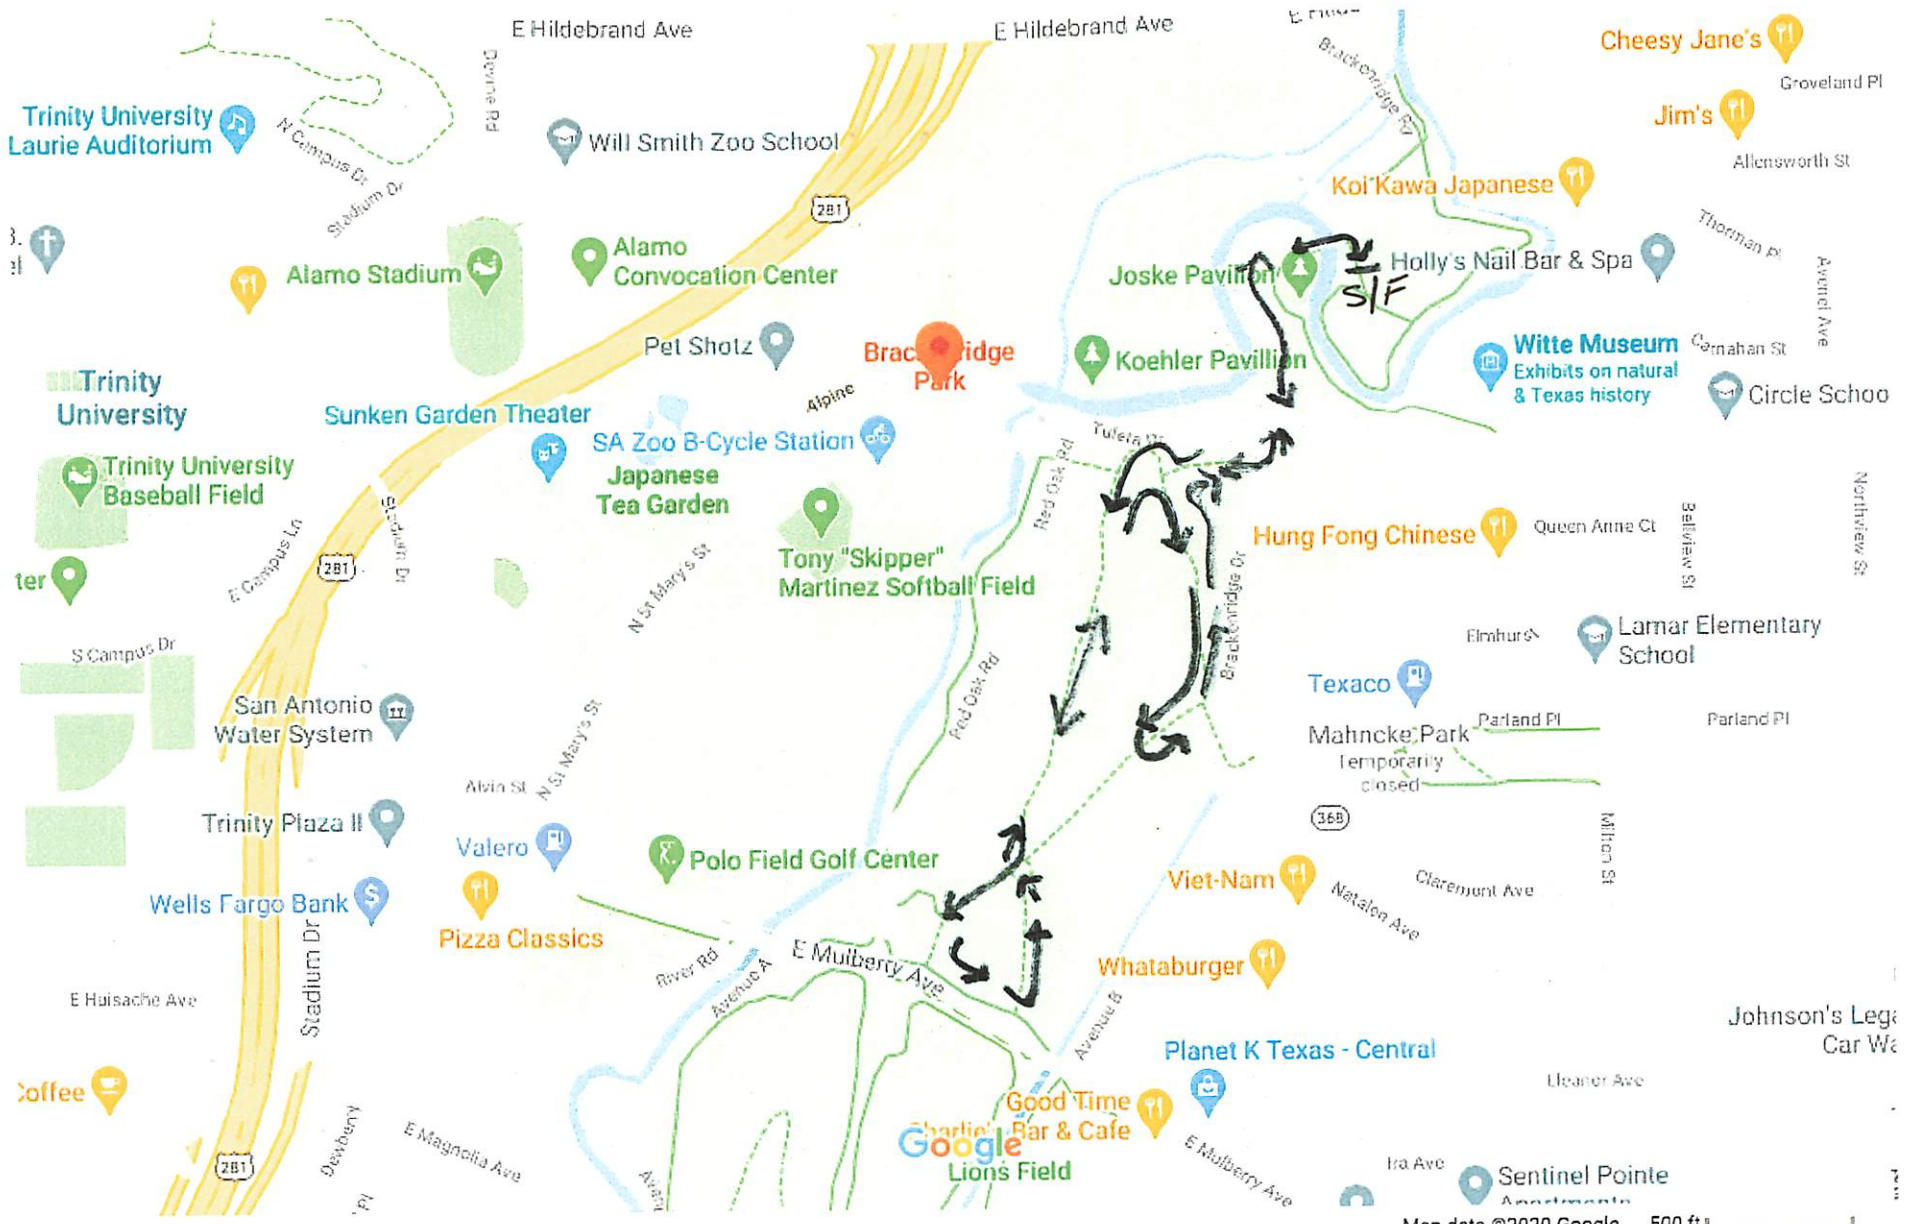 E Hildebrand Ave
E Hildebrand Ave
Brackenridge Rd
Cheesy Jane's
Groveland Pl
Jim's
Trinity University
Laurie Auditorium
Devine Rd
Will Smith Zoo School
N Campus Dr
Stadium Dr
Allensworth St
Koi Kawa Japanese
281
Thorman Pl
Alamo
Convocation Center
Alamo Stadium
Joske Pavilion
Holly's Nail Bar & Spa
S/F
Avenel Ave
Pet Shotz
Park
Koehler Pavillion
Witte Museum
Exhibits on natural
& Texas history
Carnahan St
Circle Schoo
Trinity
University
Alpine
Sunken Garden Theater
SA Zoo B-Cycle Station
Japanese
Tea Garden
Red Oak Rd
Trinity University
Baseball Field
Stadium Dr
Tony "Skipper"
Martinez Softball Field
Hung Fong Chinese
Queen Anne Ct
Bellview St
Northview St
281
ter
E Campus Ln
N St Mary's St
Brackenridge Dr
Elmhurst
Lamar Elementary
School
S Campus Dr
Red Oak Rd
Texaco
San Antonio
Water System
N St Mary's St
Parland Pl
Parland Pl
Mahncke Park
Temporarily
closed
Alvin St
368
Trinity Plaza II
Valero
Polo Field Golf Center
Milton St
Viet-Nam
Claremont Ave
Natalen Ave
Wells Fargo Bank
Pizza Classics
Stadium Dr
River Rd
Avenue A
E Mulberry Ave
Whataburger
E Huisache Ave
Avenue B
Planet K Texas - Central
Johnson's Lega
Car Wa
Coffee
Eleanor Ave
Good Time
Charlie's Bar & Cafe
Google
Lions Field
Dewberry
E Magnolia Ave
E Mulberry Ave
281
Ira Ave
Sentinel Pointe
Pl
Map data ©2020 Google 500 ft